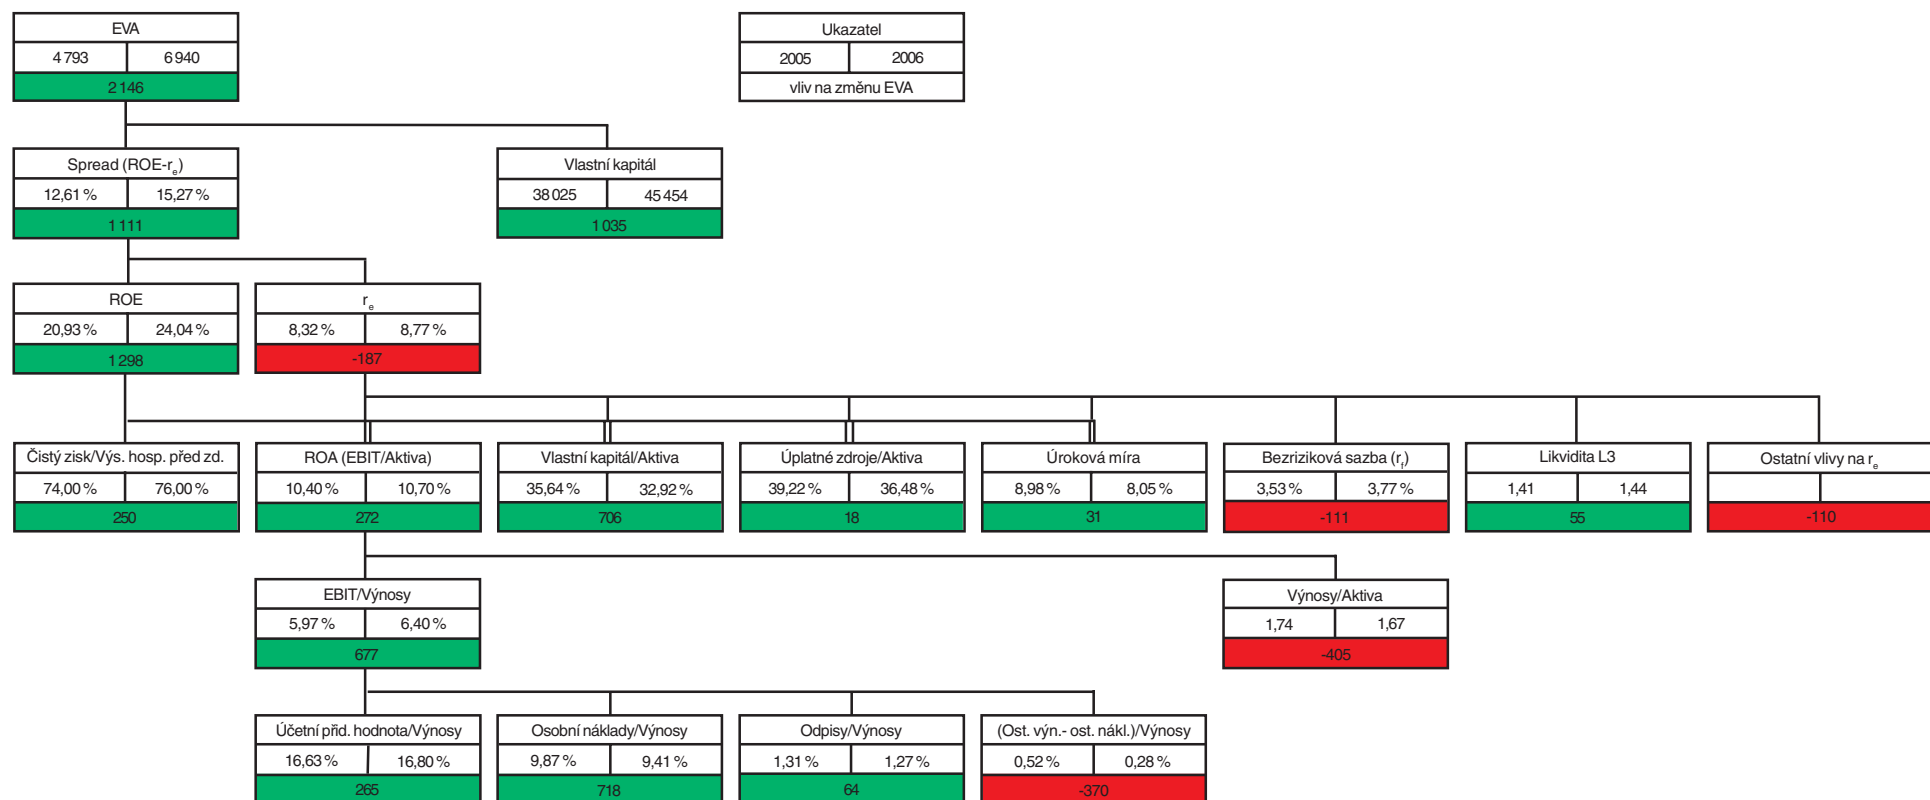 EVA
4 793 6 940
2 146
Ukazatel
2005 2006
vliv na změnu EVA
Spread (ROE-re)
12,61 % 15,27 %
1 111
Vlastní kapitál
38 025 45 454
1 035
ROE
20,93 % 24,04 %
1 298
re
8,32 % 8,77 %
-187
Čistý zisk/Výs. hosp. před zd.
74,00 % 76,00 %
250
ROA (EBIT/Aktiva)
10,40 % 10,70 %
272
Vlastní kapitál/Aktiva
35,64 % 32,92 %
706
Úplatné zdroje/Aktiva
39,22 % 36,48 %
18
Úroková míra
8,98 % 8,05 %
31
Bezriziková sazba (rf)
3,53 % 3,77 %
-111
Likvidita L3
1,41 1,44
55
Ostatní vlivy na re
-110
EBIT/Výnosy
5,97 % 6,40 %
677
Výnosy/Aktiva
1,74 1,67
-405
Účetní přid. hodnota/Výnosy
16,63 % 16,80 %
265
Osobní náklady/Výnosy
9,87 % 9,41 %
718
Odpisy/Výnosy
1,31 % 1,27 %
64
(Ost. výn.- ost. nákl.)/Výnosy
0,52 % 0,28 %
-370